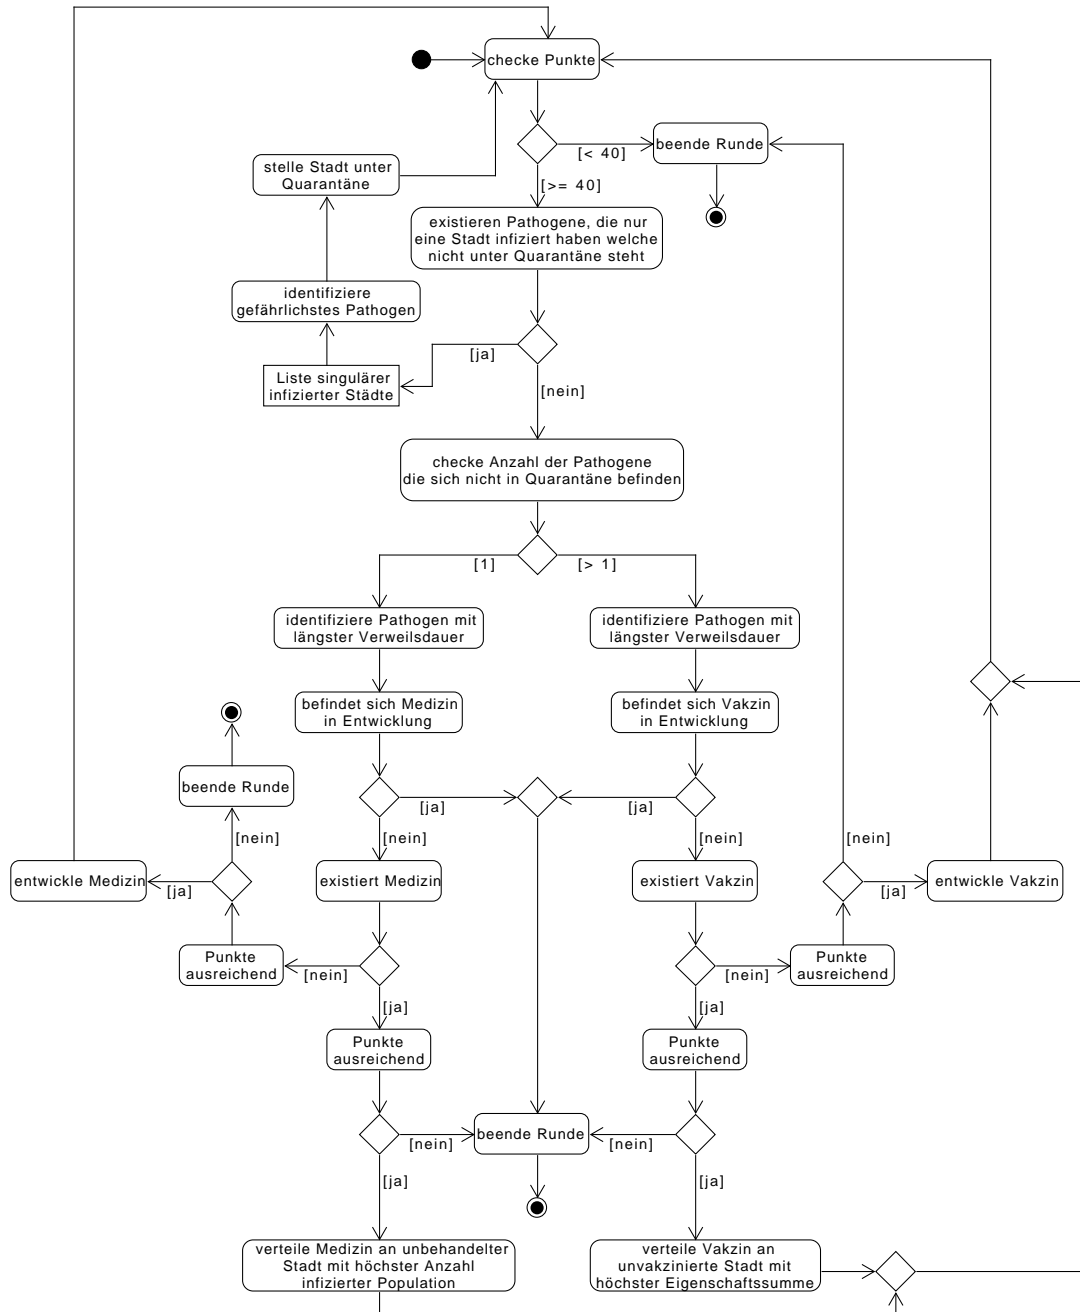 checke Punkte
[< 40]
beende Runde
[>= 40]
stelle Stadt unter
Quarantäne
existieren Pathogene, die nur
eine Stadt infiziert haben welche
nicht unter Quarantäne steht
identifiziere
gefährlichstes Pathogen
[ja]
Liste singulärer
infizierter Städte
[nein]
checke Anzahl der Pathogene
die sich nicht in Quarantäne befinden
[1]
[> 1]
identifiziere Pathogen mit
längster Verweilsdauer
identifiziere Pathogen mit
längster Verweilsdauer
befindet sich Medizin
in Entwicklung
befindet sich Vakzin
in Entwicklung
beende Runde
[ja]
[ja]
[nein]
[nein]
[nein]
[nein]
entwickle Medizin
[ja]
existiert Medizin
existiert Vakzin
[ja]
entwickle Vakzin
Punkte
ausreichend
[nein]
[nein]
Punkte
ausreichend
[ja]
[ja]
Punkte
ausreichend
Punkte
ausreichend
[nein]
beende Runde
[nein]
[ja]
[ja]
verteile Medizin an unbehandelter
Stadt mit höchster Anzahl
infizierter Population
verteile Vakzin an
unvakzinierte Stadt mit
höchster Eigenschaftssumme